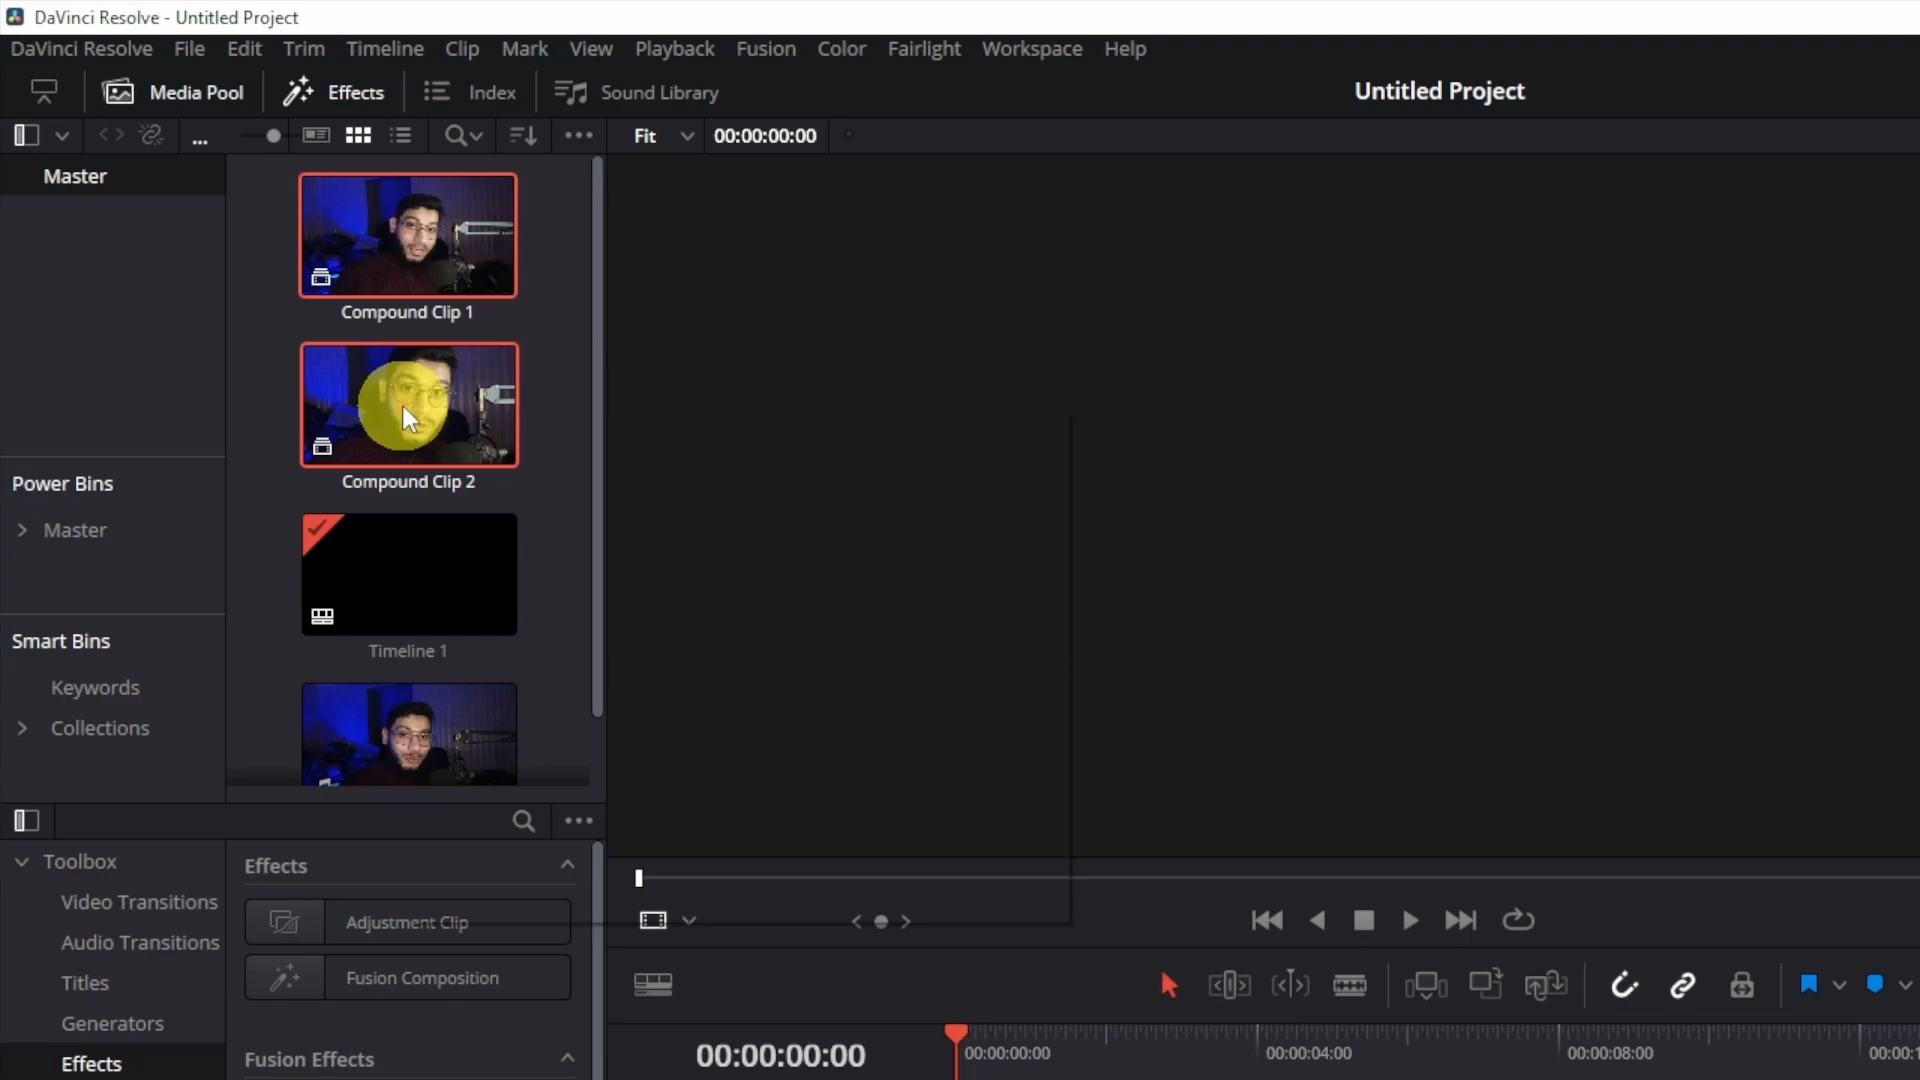 DaVinci Resolve - Untitled Project
DaVinci Resolve File Edit Trim Timeline Clip Mark View Playback Fusion Color Fairlight Workspace Help
Media Pool Effects Index Sound Library Untitled Project
... Fit 00:00:00:00
Master
Compound Clip 1
Compound Clip 2
Timeline 1
Power Bins
Master
Smart Bins
Keywords
Collections
Toolbox
Video Transitions
Audio Transitions
Titles
Generators
Effects
Effects
Adjustment Clip
Fusion Composition
Fusion Effects
00:00:00:00
00:00:00:00 00:00:04:00 00:00:08:00 00:00:1